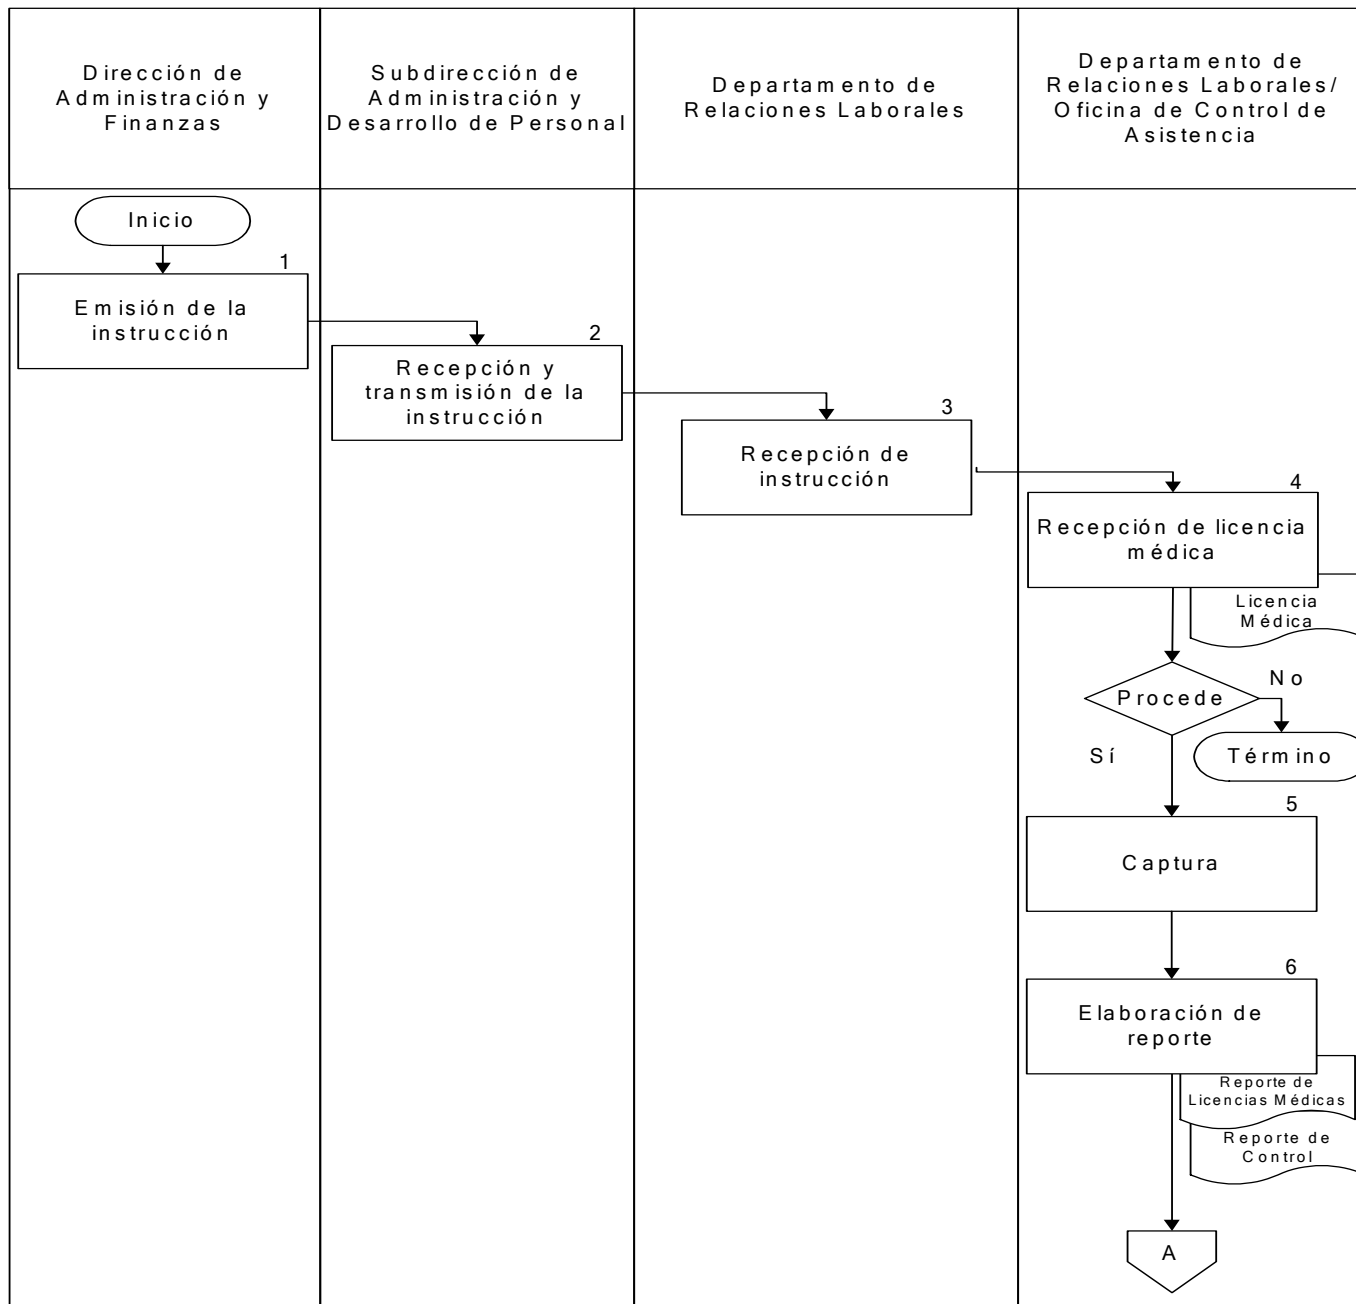 Dirección de
Administración y
Finanzas
Subdirección de
Administración y
Desarrollo de Personal
Departamento de
Relaciones Laborales
Departamento de
Relaciones Laborales/
Oficina de Control de
Asistencia
Inicio
1
Emisión de la
instrucción
2
Recepción y
transmisión de la
instrucción
3
Recepción de
instrucción
4
Recepción de licencia
médica
Licencia
Médica
Procede
No
Sí
Término
5
Captura
6
Elaboración de
reporte
Reporte de
Licencias Médicas
Reporte de
Control
A